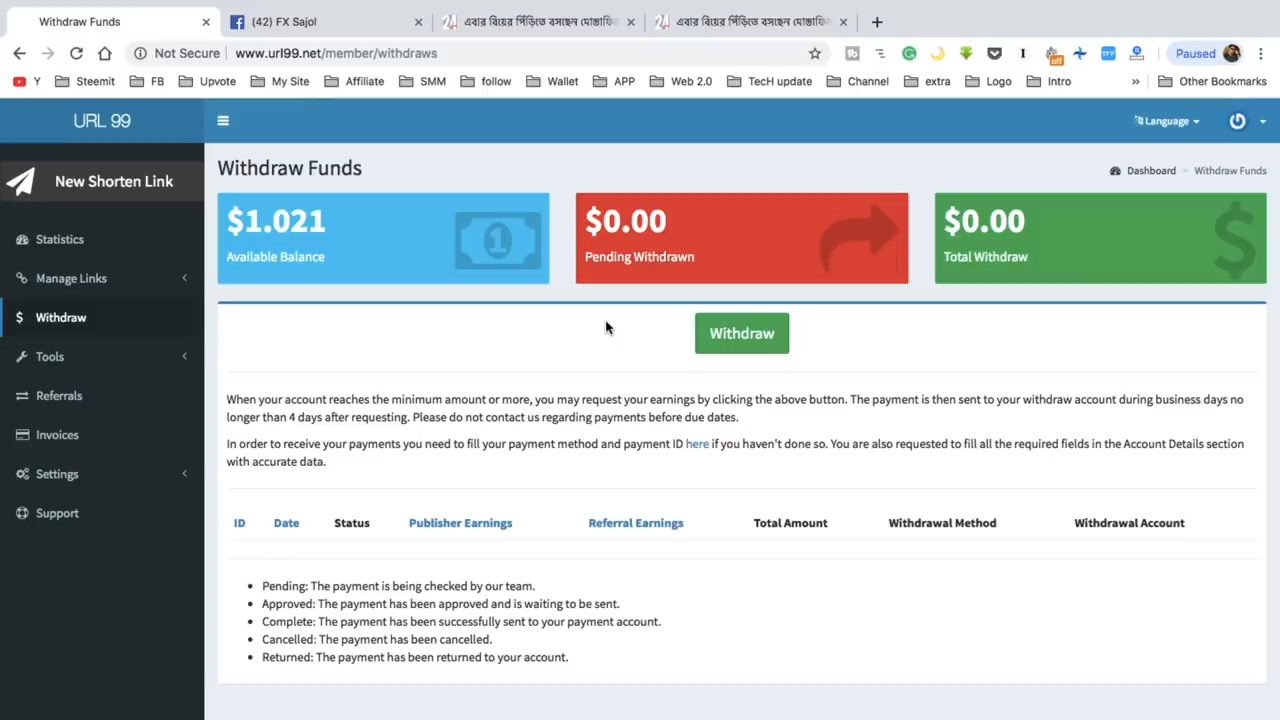 Withdraw Funds
(42) FX Sajol
এবার বিয়ের পিঁড়িতে বসছেন মোস্তাফি
এবার বিয়ের পিঁড়িতে বসছেন মোস্তাফি
Not Secure
www.url99.net/member/withdraws
Paused
Y
Steemit
FB
Upvote
My Site
Affiliate
SMM
follow
Wallet
APP
Web 2.0
TecH update
Channel
extra
Logo
Intro
»
Other Bookmarks
URL 99
Language
New Shorten Link
Withdraw Funds
Dashboard
Withdraw Funds
$1.021
Available Balance
$0.00
Pending Withdrawn
$0.00
Total Withdraw
Statistics
Manage Links
Withdraw
Tools
Referrals
Invoices
Settings
Support
Withdraw
When your account reaches the minimum amount or more, you may request your earnings by clicking the above button. The payment is then sent to your withdraw account during business days no
longer than 4 days after requesting. Please do not contact us regarding payments before due dates.
In order to receive your payments you need to fill your payment method and payment ID here if you haven't done so. You are also requested to fill all the required fields in the Account Details section
with accurate data.
ID Date Status Publisher Earnings Referral Earnings Total Amount Withdrawal Method Withdrawal Account
Pending: The payment is being checked by our team.
Approved: The payment has been approved and is waiting to be sent.
Complete: The payment has been successfully sent to your payment account.
Cancelled: The payment has been cancelled.
Returned: The payment has been returned to your account.